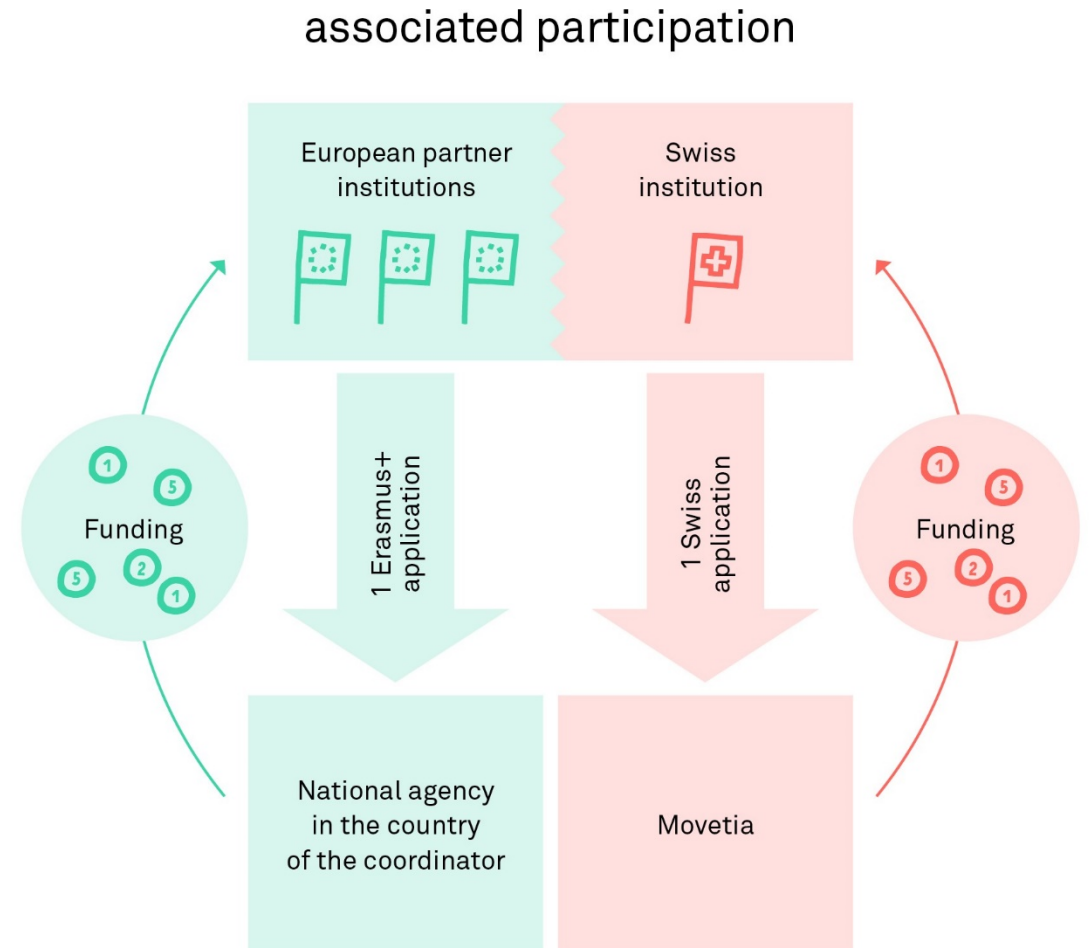 associated participation
European partner
institutions
Swiss
institution
1 Erasmus+
application
1 Swiss
application
1
5
Funding
5
2
1
1
5
Funding
5
2
1
National agency
in the country
of the coordinator
Movetia